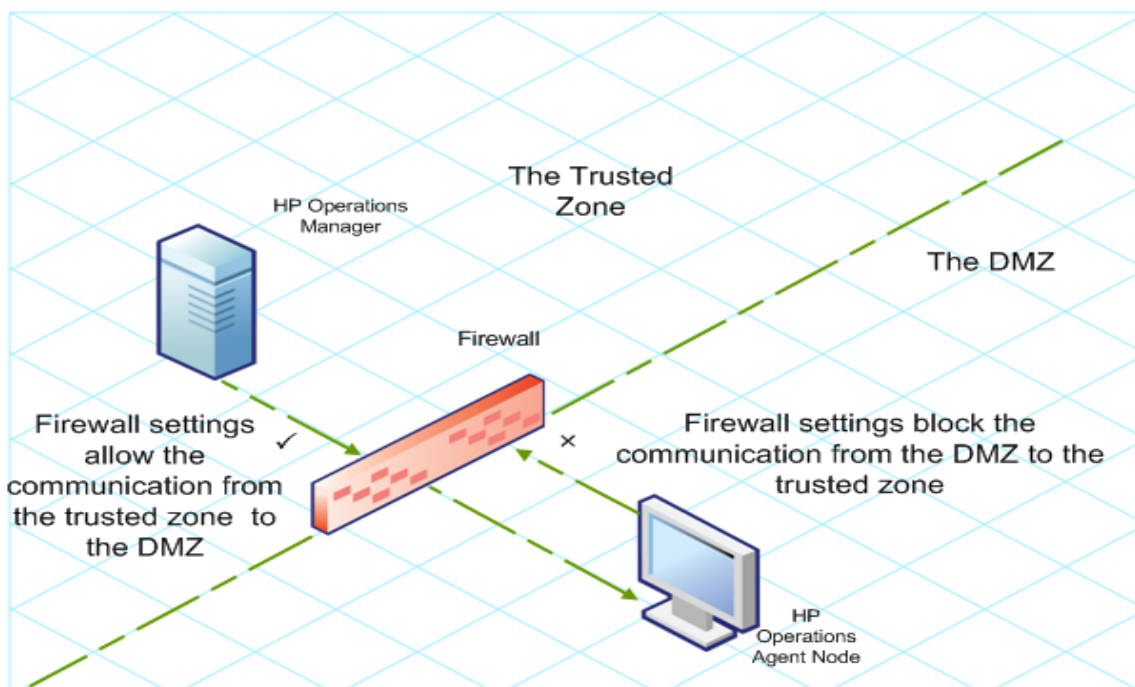 The Trusted
Zone
HP Operations
Manager
The DMZ
Firewall
Firewall settings
allow the
communication from
the trusted zone to
the DMZ
Firewall settings block the
communication from the DMZ to the
trusted zone
HP
Operations
Agent Node